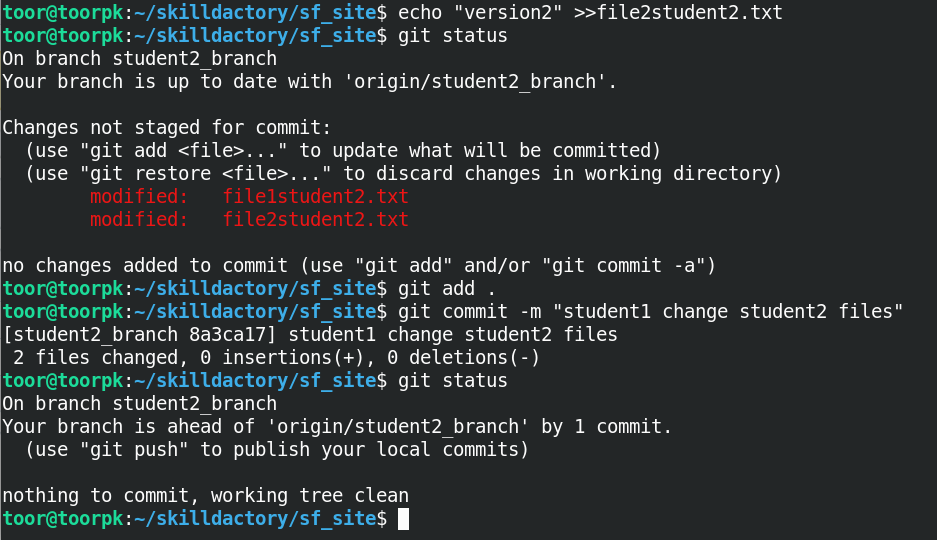 toor@toorpk:~/skilldactory/sf_site$ echo "version2" >>file2student2.txt
toor@toorpk:~/skilldactory/sf_site$ git status
On branch student2_branch
Your branch is up to date with 'origin/student2_branch'.
Changes not staged for commit:
  (use "git add <file>..." to update what will be committed)
  (use "git restore <file>..." to discard changes in working directory)
        modified:   file1student2.txt
        modified:   file2student2.txt
no changes added to commit (use "git add" and/or "git commit -a")
toor@toorpk:~/skilldactory/sf_site$ git add .
toor@toorpk:~/skilldactory/sf_site$ git commit -m "student1 change student2 files"
[student2_branch 8a3ca17] student1 change student2 files
 2 files changed, 0 insertions(+), 0 deletions(-)
toor@toorpk:~/skilldactory/sf_site$ git status
On branch student2_branch
Your branch is ahead of 'origin/student2_branch' by 1 commit.
  (use "git push" to publish your local commits)
nothing to commit, working tree clean
toor@toorpk:~/skilldactory/sf_site$